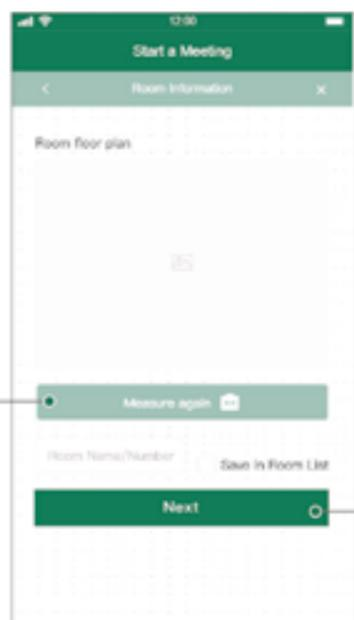 12:00
Start a Meeting
Room Information
Room floor plan
Measure again
Room Name/Number
Save in Room List
Next